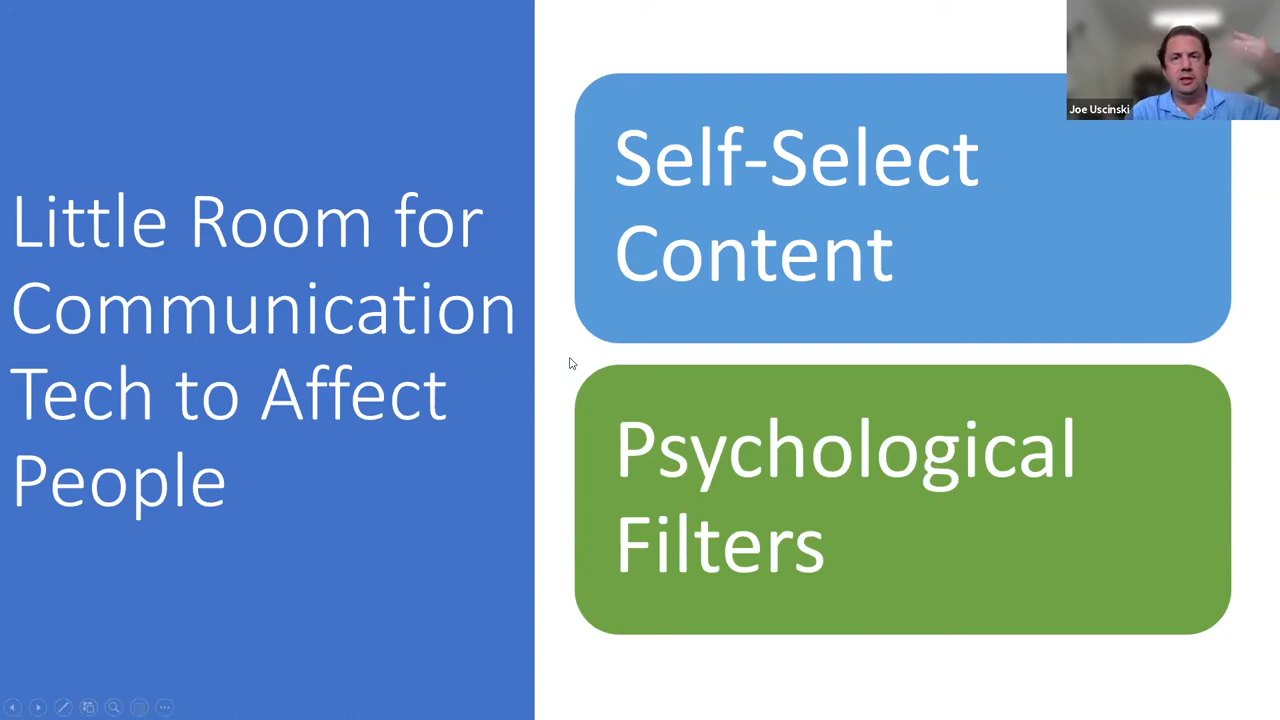 Little Room for
Communication
Tech to Affect
People
Self-Select
Content
Psychological
Filters
Joe Uscinski